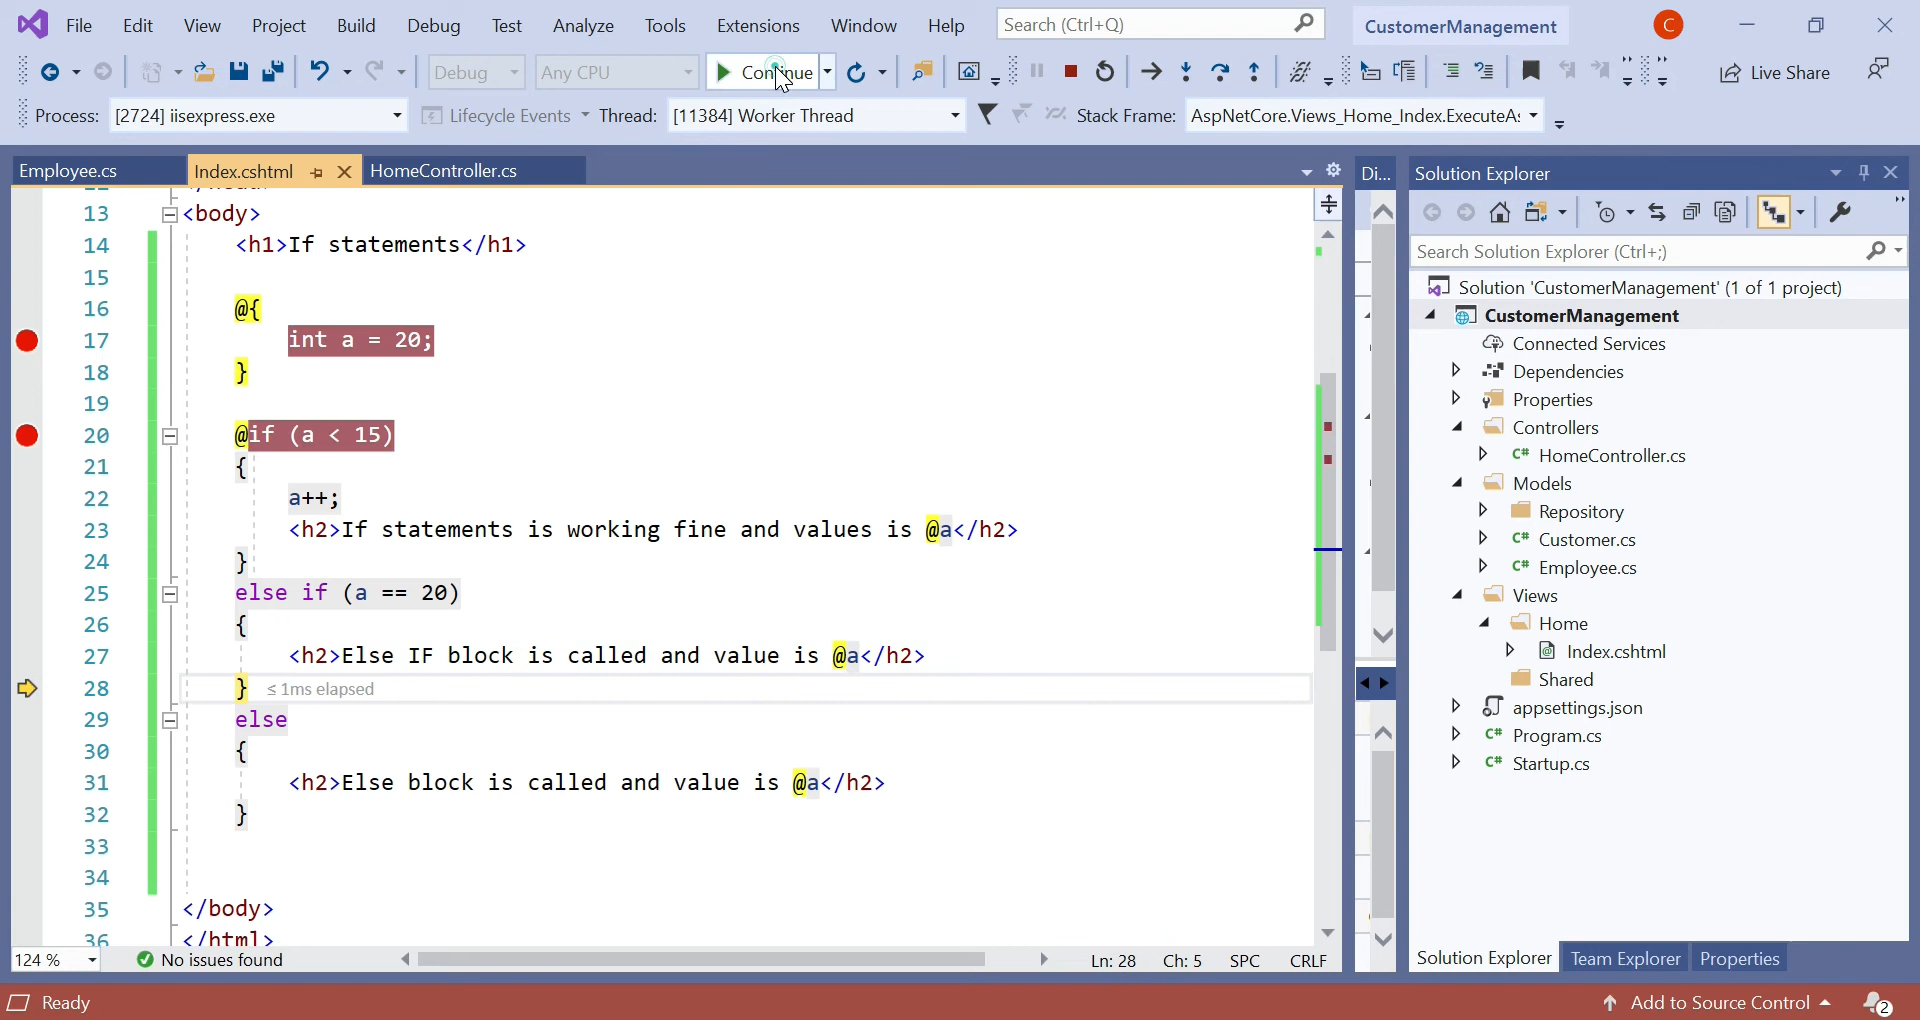 File Edit View Project Build Debug Test Analyze Tools Extensions Window Help Search (Ctrl+Q) CustomerManagement C
Debug Any CPU Continue Live Share
Process: [2724] iisexpress.exe Lifecycle Events Thread: [11384] Worker Thread Stack Frame: AspNetCore.Views_Home_Index.ExecuteA
Employee.cs Index.cshtml HomeController.cs Di... Solution Explorer
13 <body>
14 <h1>If statements</h1>
15
16 @{
17 int a = 20;
18 }
19
20 @if (a < 15)
21 {
22 a++;
23 <h2>If statements is working fine and values is @a</h2>
24 }
25 else if (a == 20)
26 {
27 <h2>Else IF block is called and value is @a</h2>
28 } ≤ 1ms elapsed
29 else
30 {
31 <h2>Else block is called and value is @a</h2>
32 }
33
34
35 </body>
36 </html>
124 % No issues found Ln: 28 Ch: 5 SPC CRLF
Search Solution Explorer (Ctrl+;)
Solution 'CustomerManagement' (1 of 1 project)
CustomerManagement
Connected Services
Dependencies
Properties
Controllers
C# HomeController.cs
Models
Repository
C# Customer.cs
C# Employee.cs
Views
Home
Index.cshtml
Shared
appsettings.json
C# Program.cs
C# Startup.cs
Solution Explorer Team Explorer Properties
Ready Add to Source Control 2